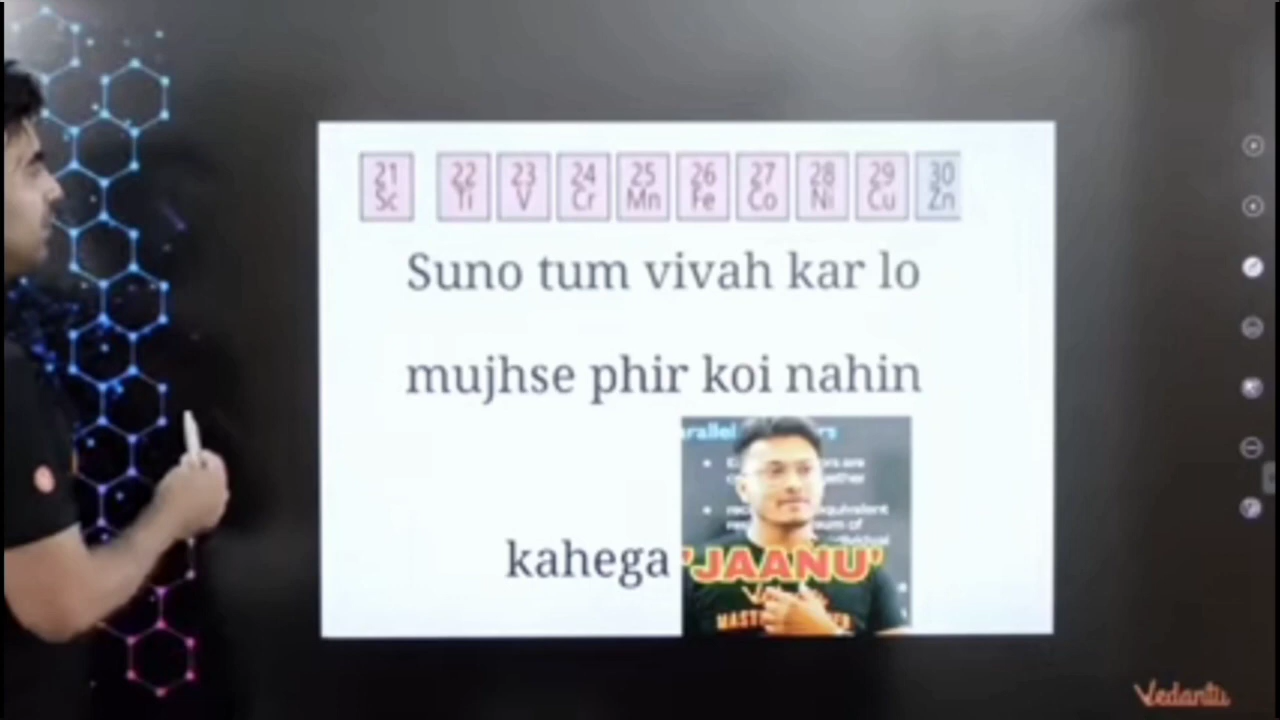 21 22 23 24 25 26 27 28 29 30
Sc Ti V Cr Mn Fe Co Ni Cu Zn
Suno tum vivah kar lo
mujhse phir koi nahin
kahega 'JAANU'
Vedantu